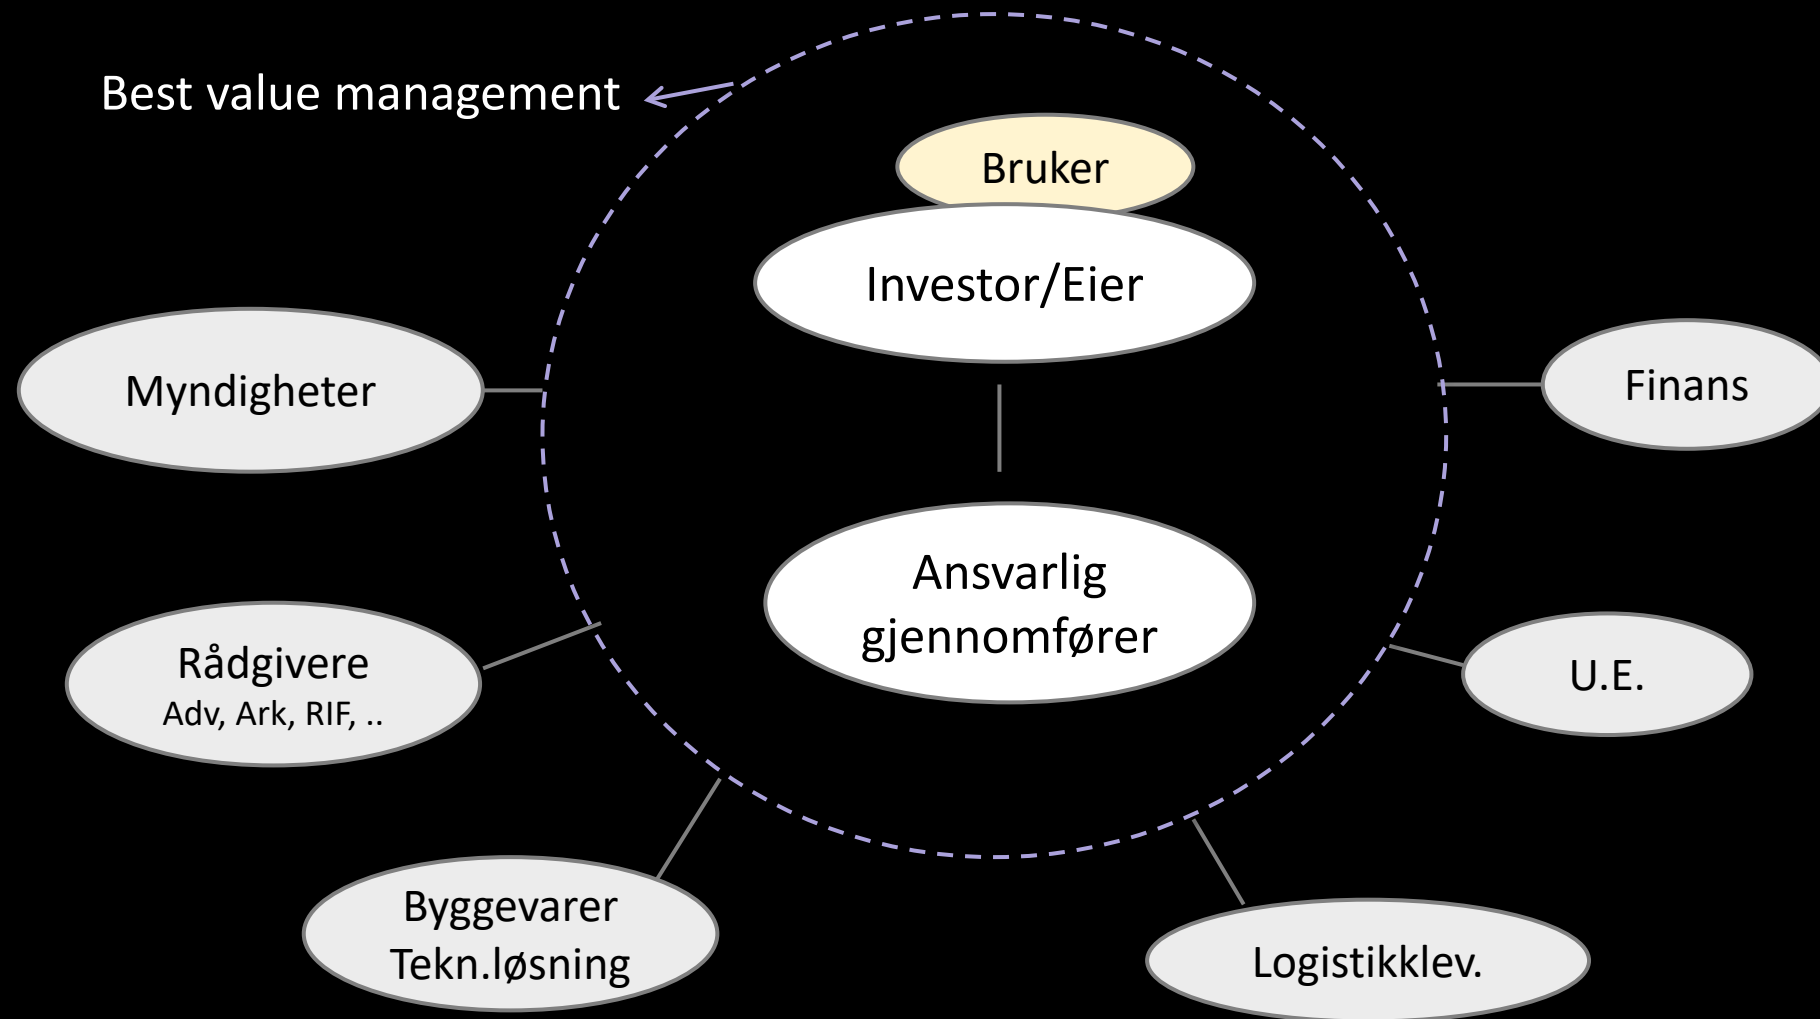 Best value management
Bruker
Investor/Eier
Myndigheter
Finans
Ansvarlig
gjennomfører
Rådgivere
Adv, Ark, RIF, ..
U.E.
Byggevarer
Tekn.løsning
Logistikklev.